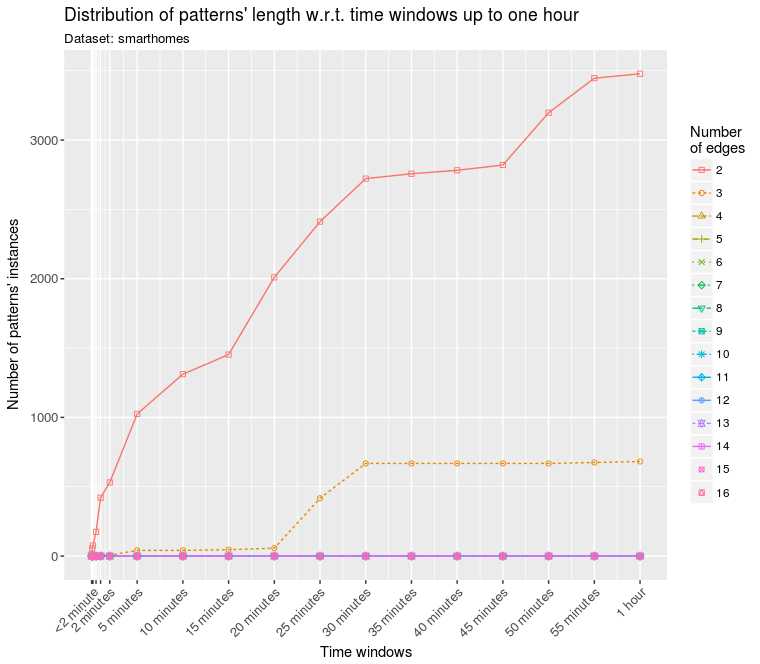 Distribution of patterns' length w.r.t. time windows up to one hour
Dataset: smarthomes
Number of patterns' instances
3000
2000
1000
0
<2 minute
2 minutes
5 minutes
10 minutes
15 minutes
20 minutes
25 minutes
30 minutes
35 minutes
40 minutes
45 minutes
50 minutes
55 minutes
1 hour
Time windows
Number
of edges
2
3
4
5
6
7
8
9
10
11
12
13
14
15
16